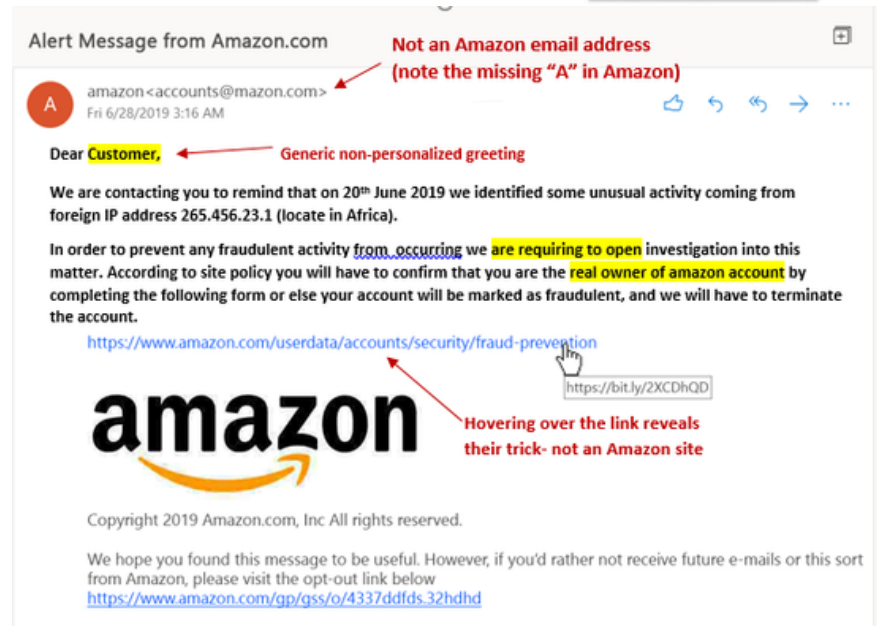 Alert Message from Amazon.com
Not an Amazon email address
(note the missing “A” in Amazon)
A
amazon<accounts@mazon.com>
Fri 6/28/2019 3:16 AM
Dear Customer,
Generic non-personalized greeting
We are contacting you to remind that on 20th June 2019 we identified some unusual activity coming from
foreign IP address 265.456.23.1 (locate in Africa).
In order to prevent any fraudulent activity from occurring we are requiring to open investigation into this
matter. According to site policy you will have to confirm that you are the real owner of amazon account by
completing the following form or else your account will be marked as fraudulent, and we will have to terminate
the account.
https://www.amazon.com/userdata/accounts/security/fraud-prevention
https://bit.ly/2XCDhQD
amazon
Hovering over the link reveals
their trick- not an Amazon site
Copyright 2019 Amazon.com, Inc All rights reserved.
We hope you found this message to be useful. However, if you’d rather not receive future e-mails or this sort
from Amazon, please visit the opt-out link below
https://www.amazon.com/gp/gss/o/4337ddfds.32hdhd